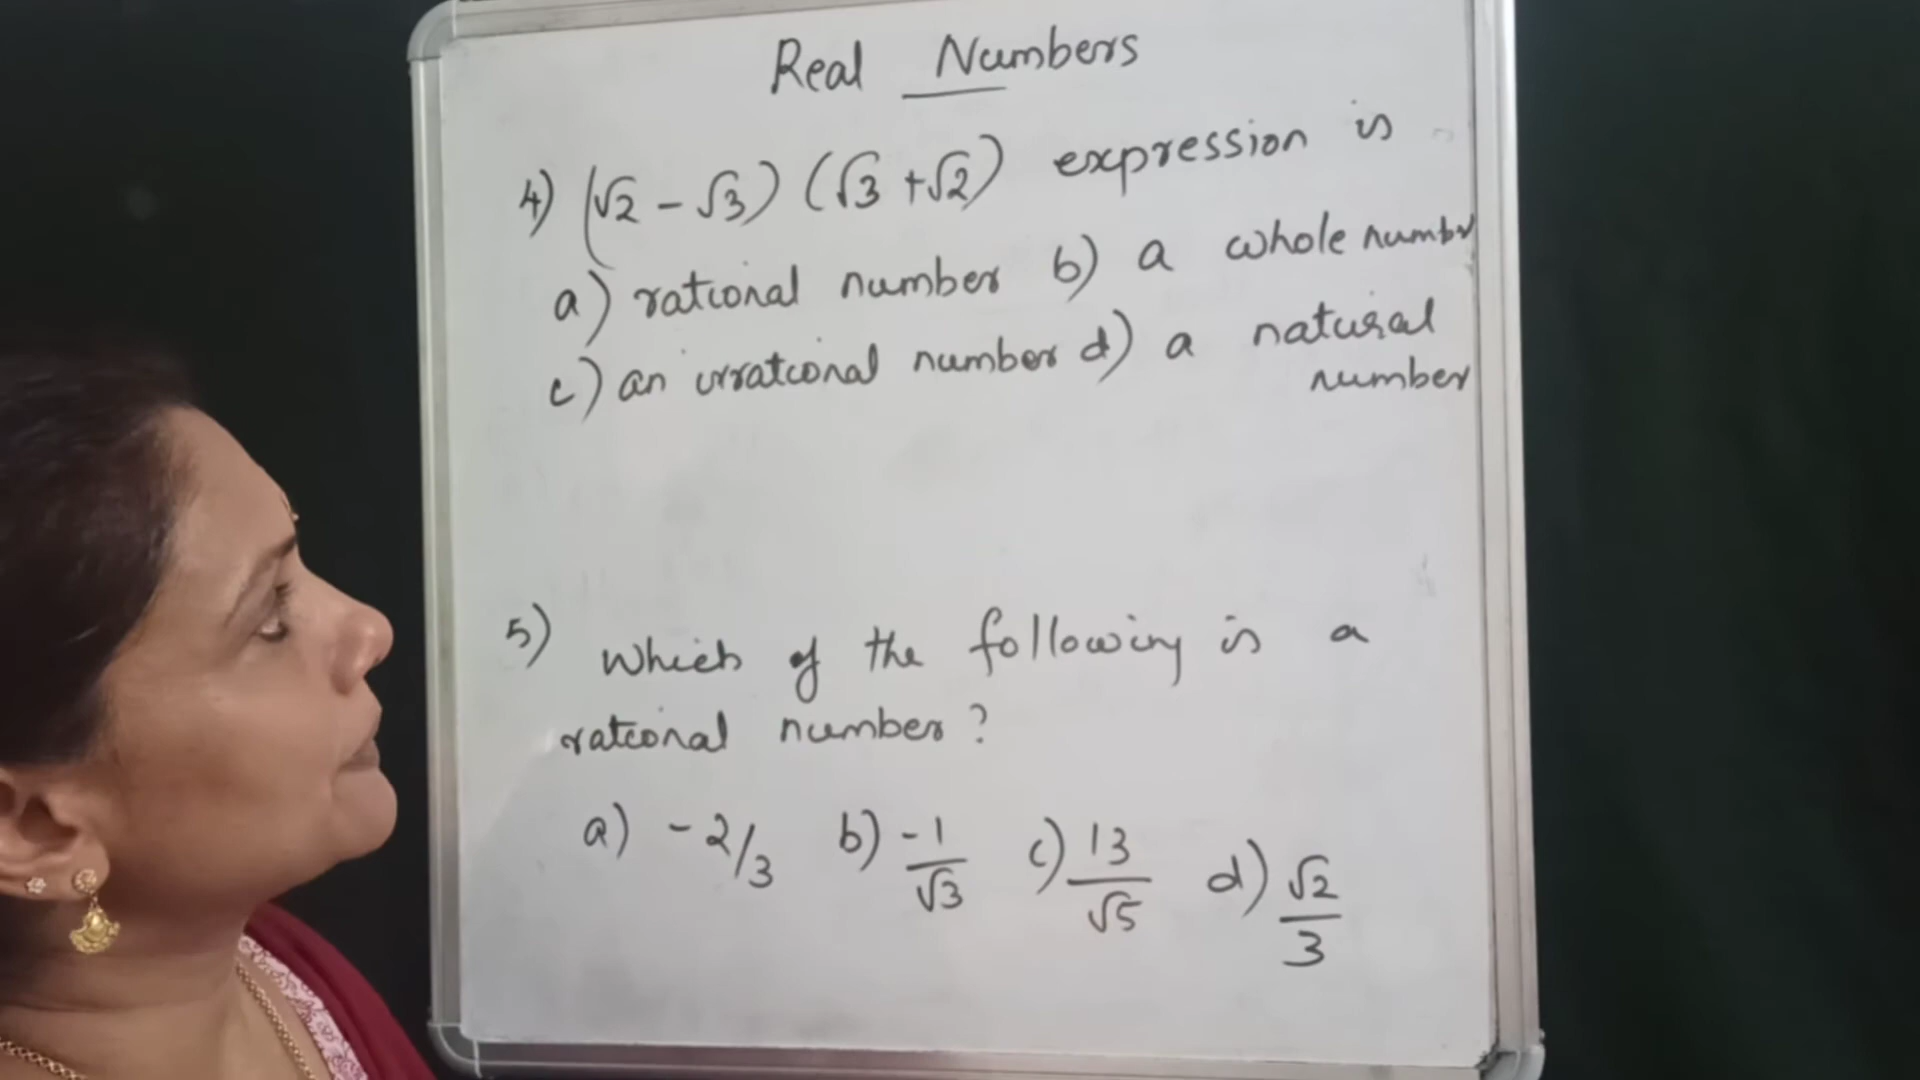 Real Numbers
4) (√2 - √3) (√3 + √2) expression is
a) rational number b) a whole numbr
c) an irrational number d) a natural
number
5) Which of the following is a
rational number?
a) -2/3 b) -1/√3 c) 13/√5 d) √2/3